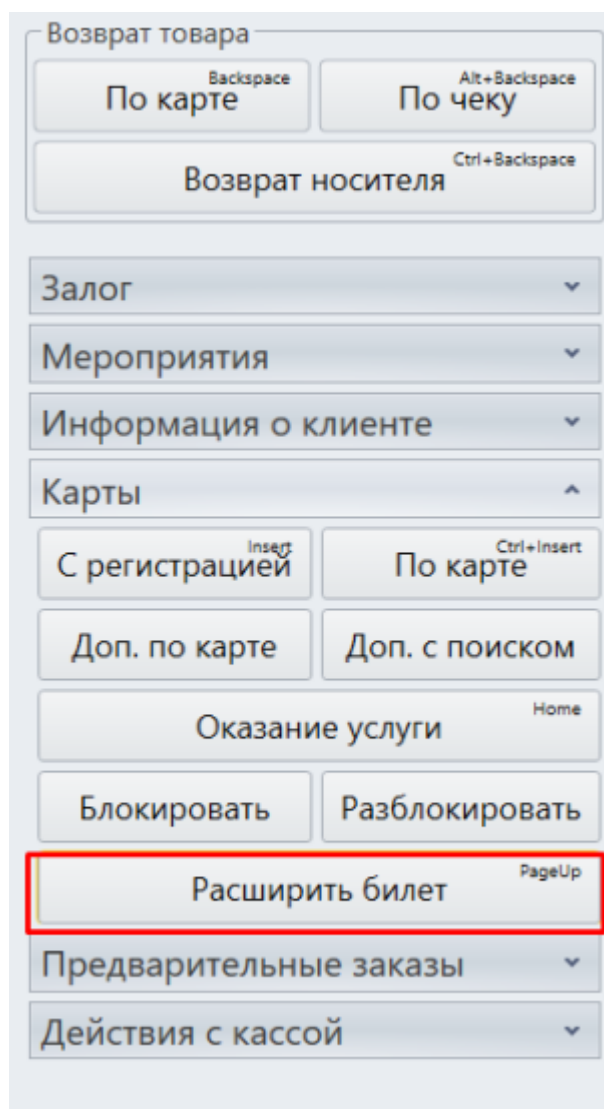 Возврат товара
По карте Backspace
По чеку Alt+Backspace
Возврат носителя Ctrl+Backspace
Залог
Мероприятия
Информация о клиенте
Карты
С регистрацией Insert
По карте Ctrl+Insert
Доп. по карте
Доп. с поиском
Оказание услуги Home
Блокировать
Разблокировать
Расширить билет PageUp
Предварительные заказы
Действия с кассой